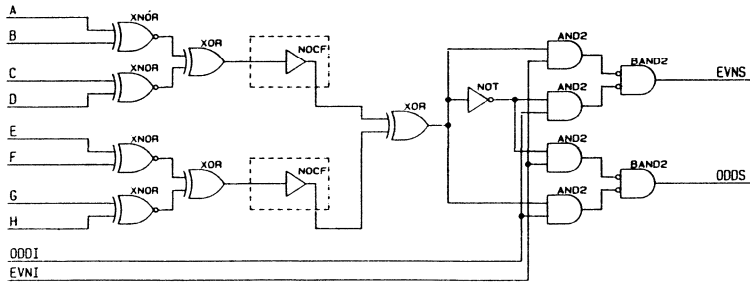 A
XNOR
B
XOR
NOCF
C
XNOR
D
AND2
BAND2
EVNS
NOT
AND2
XOR
E
XNOR
F
XOR
NOCF
G
XNOR
H
AND2
BAND2
ODDS
AND2
ODDI
EVNI